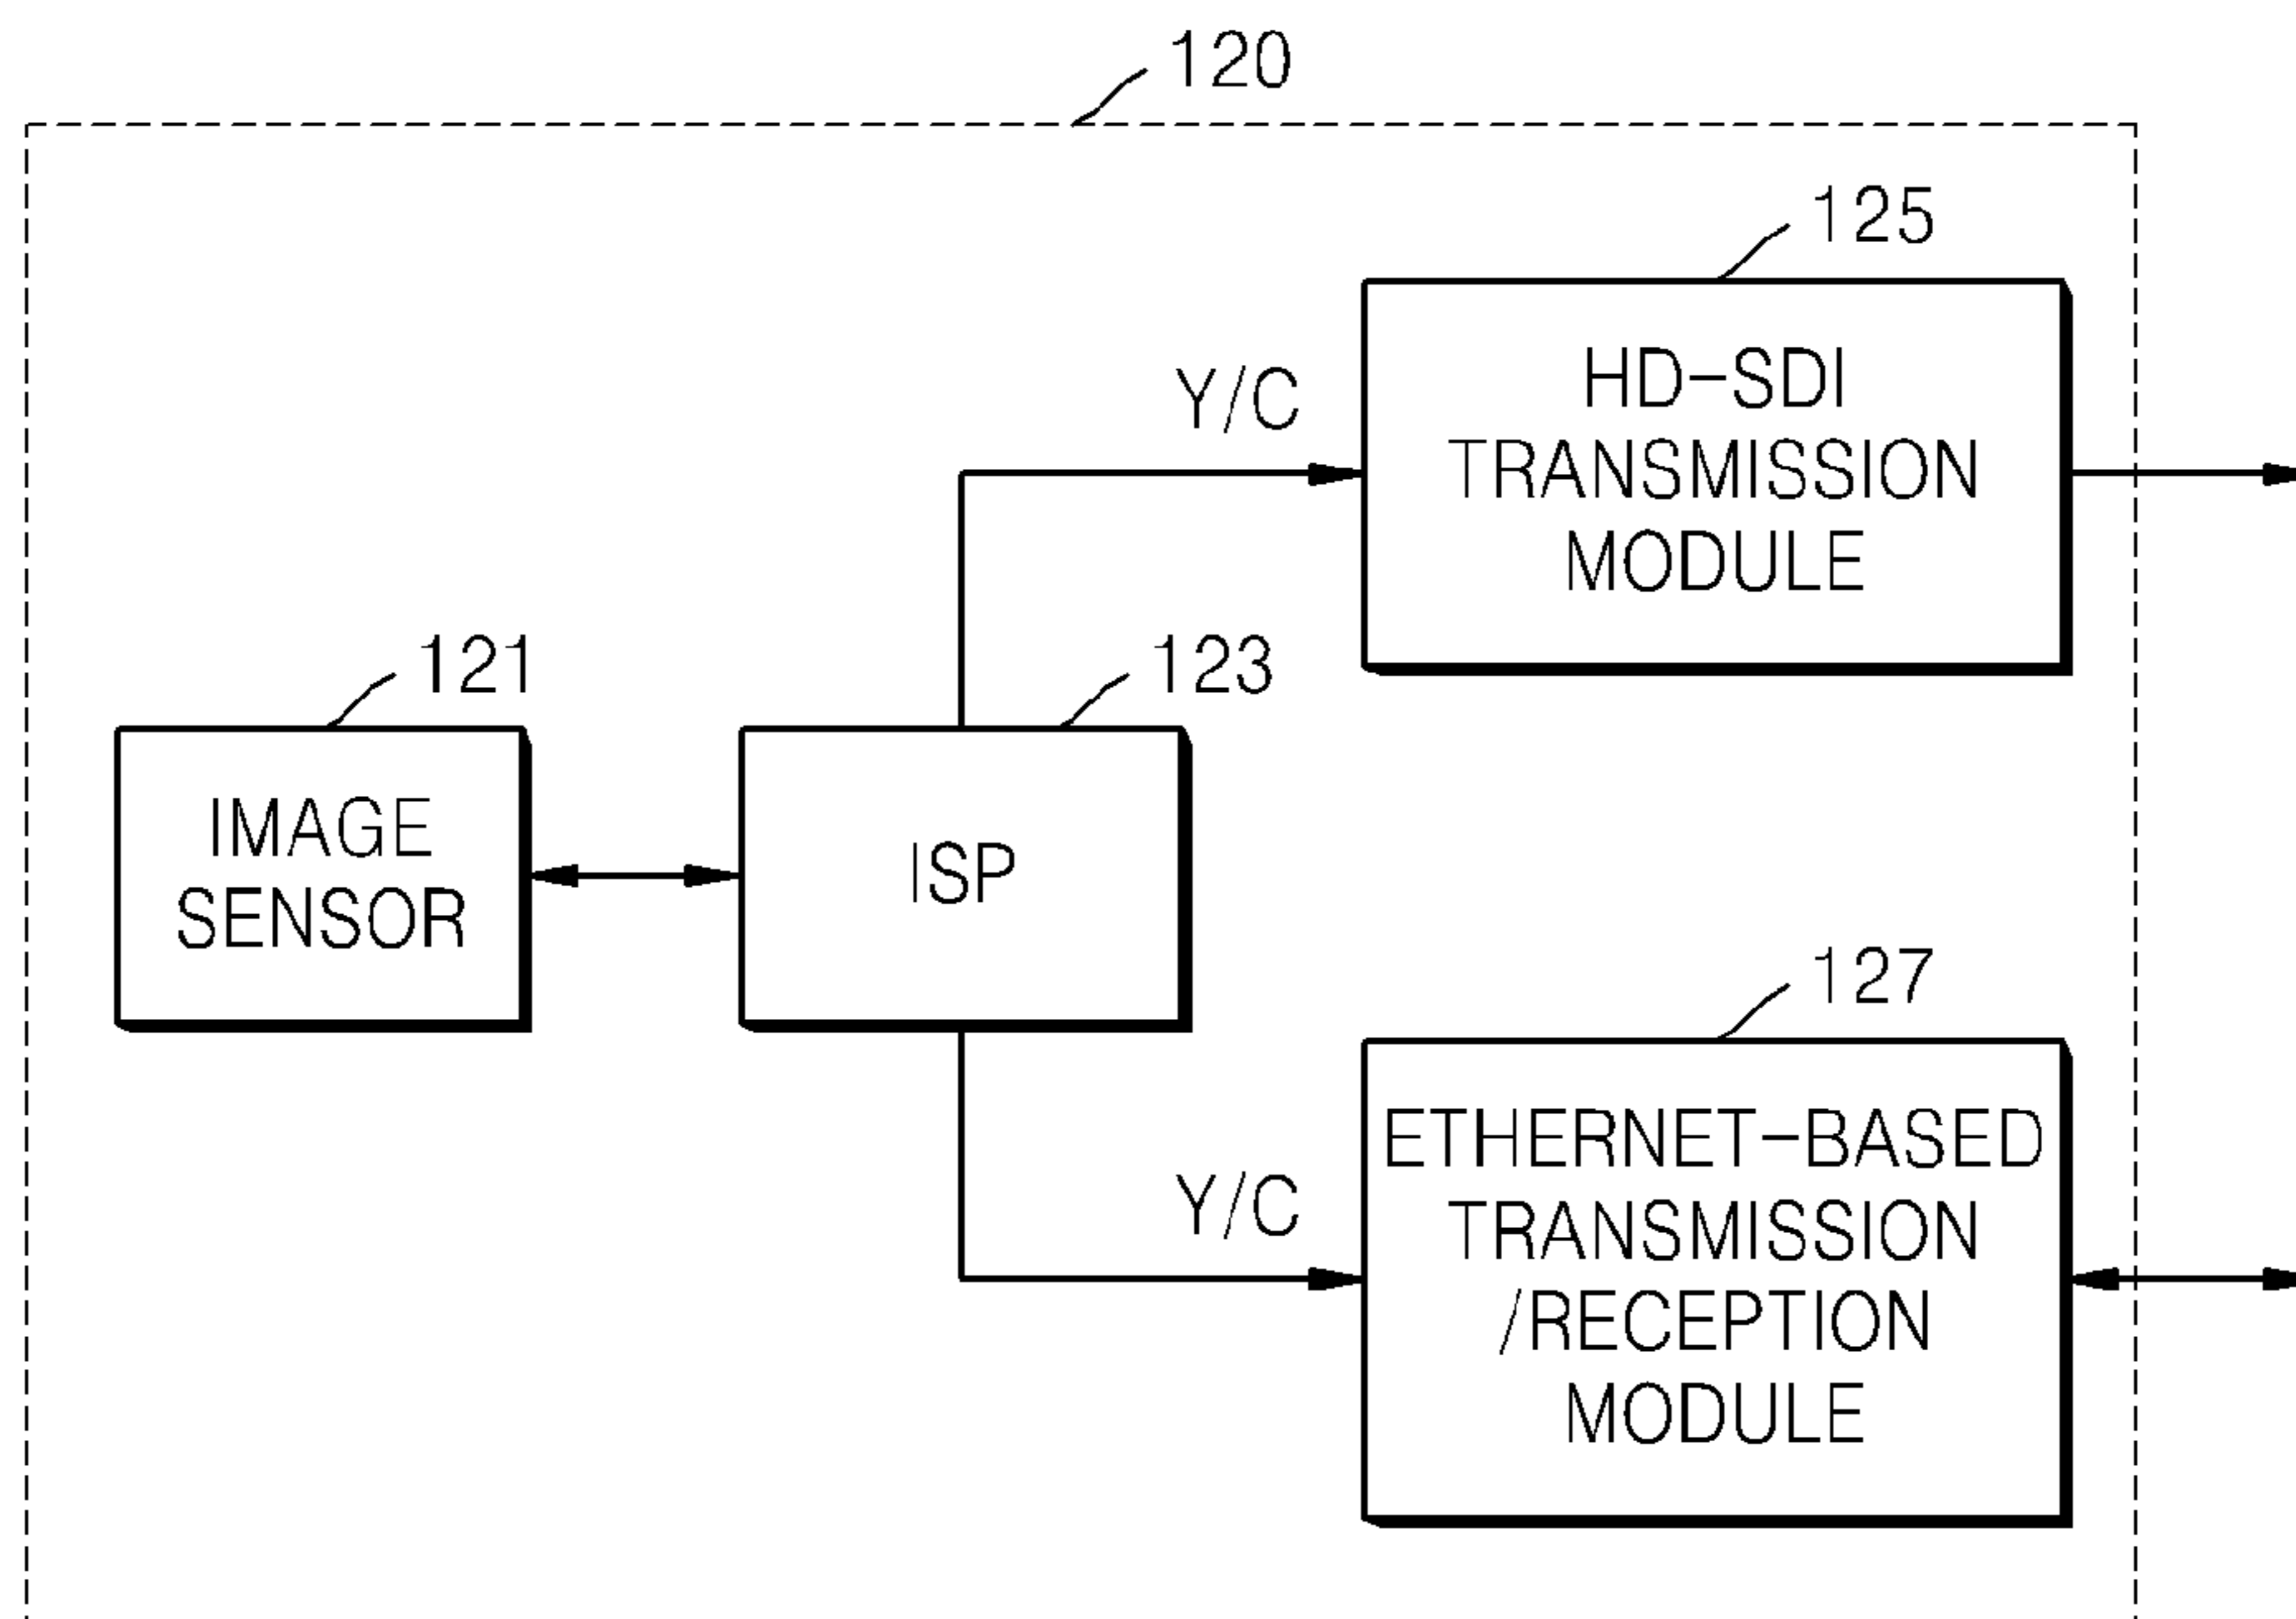 120
125
HD-SDI
TRANSMISSION
MODULE
Y/C
121
123
IMAGE
SENSOR
ISP
127
ETHERNET-BASED
TRANSMISSION
/RECEPTION
MODULE
Y/C